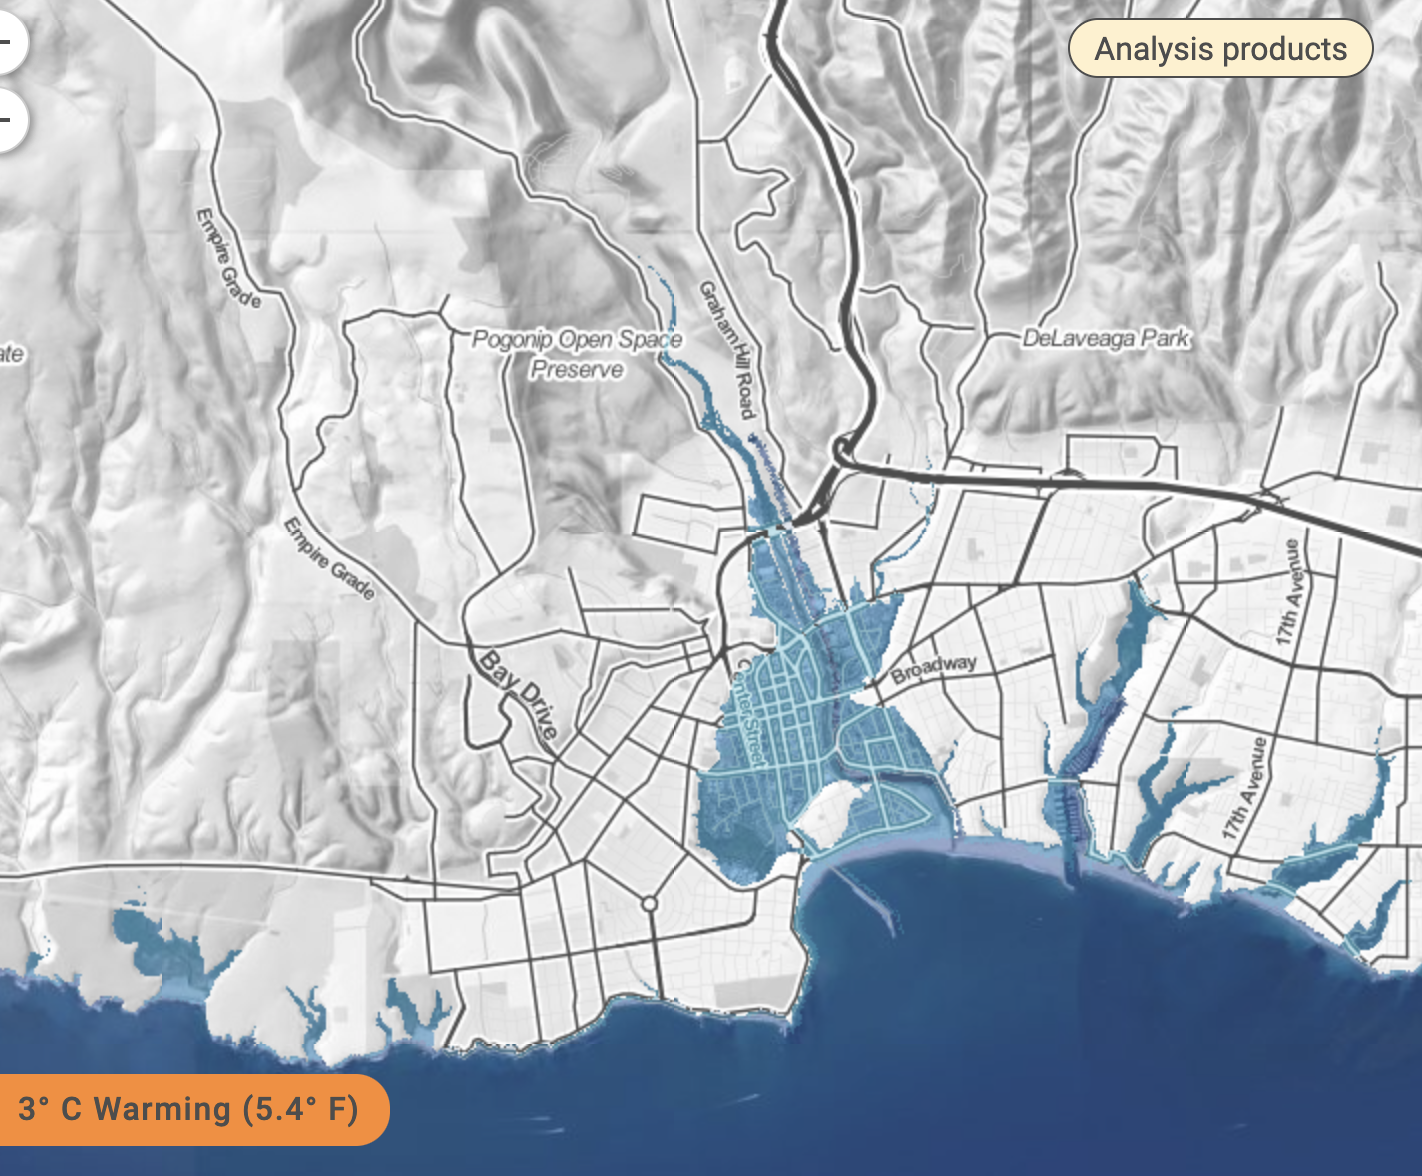 Analysis products
Empire Grade
Graham Hill Road
Pogonip Open Space
Preserve
DeLaveaga Park
ate
Empire Grade
17th Avenue
Bay Drive
Center Street
Broadway
17th Avenue
3° C Warming (5.4° F)